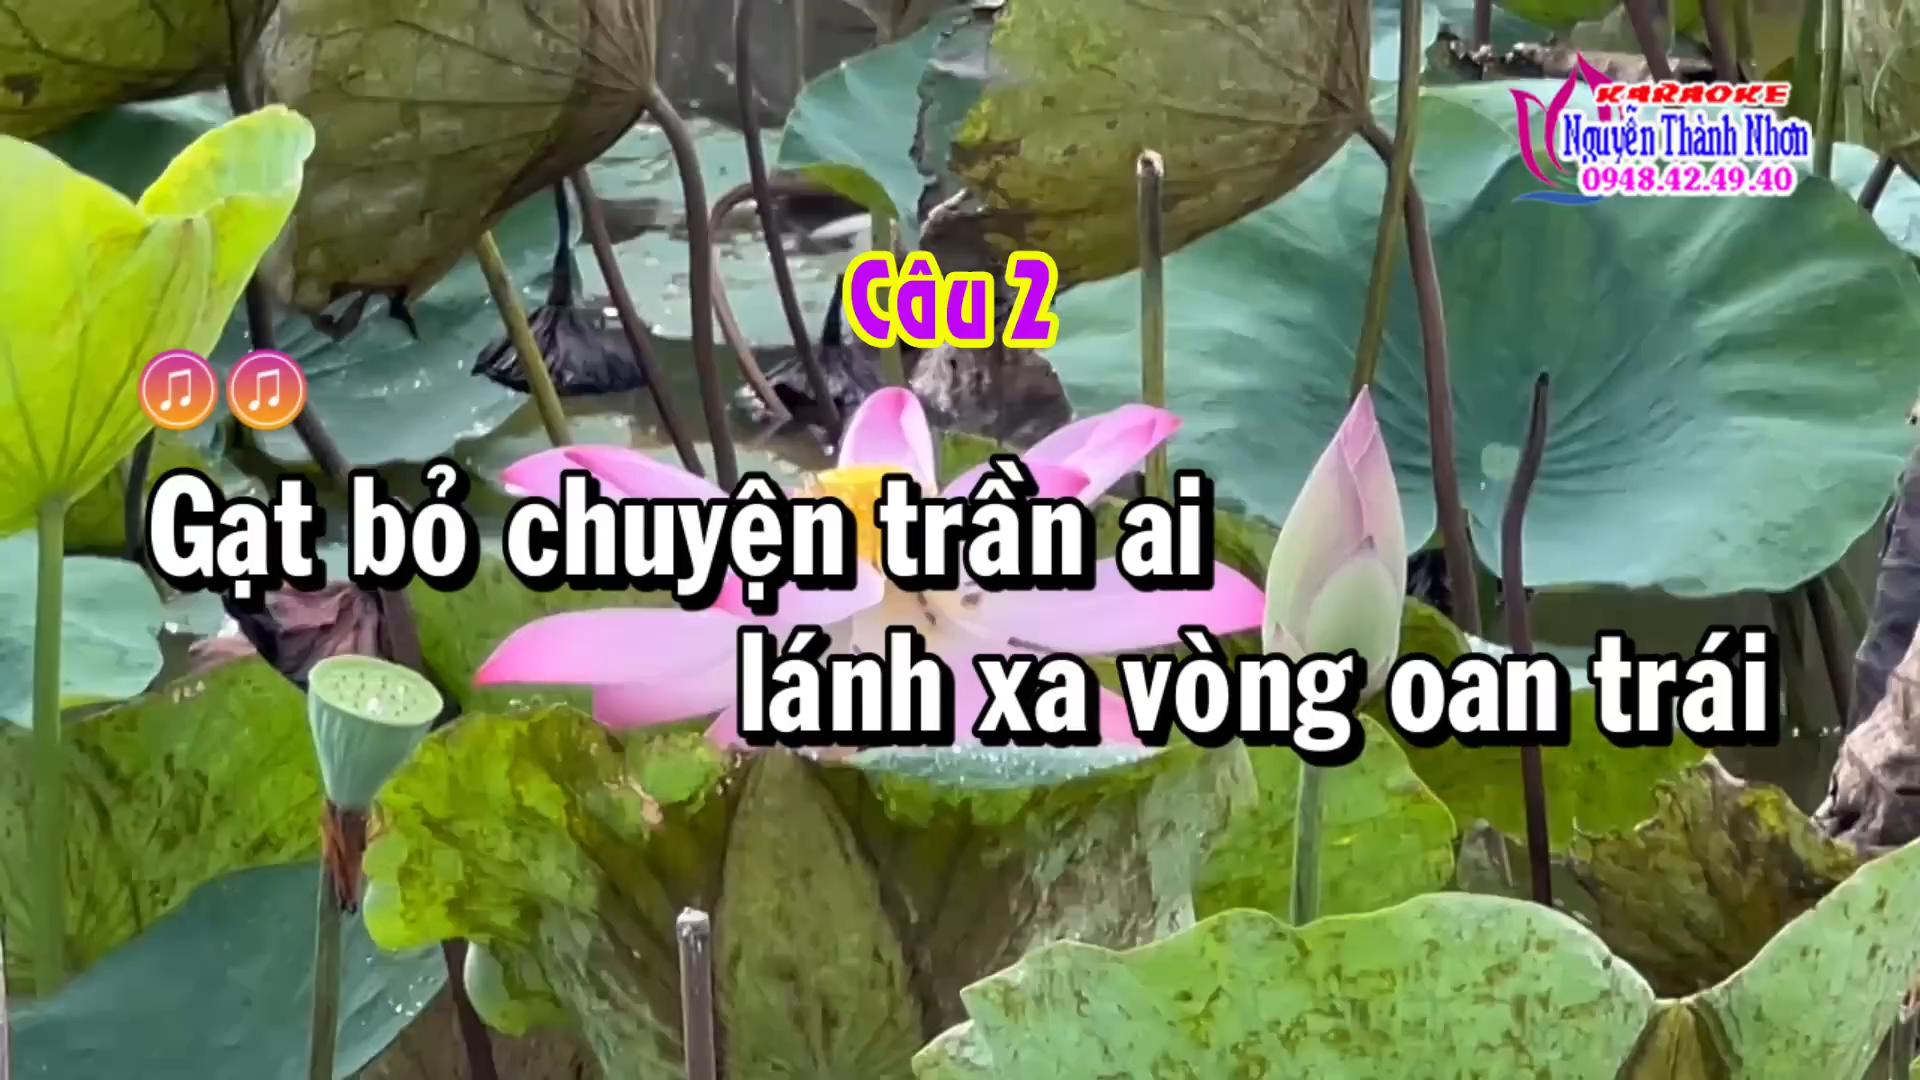 KARAOKE
Nguyễn Thành Nhơn
0948.42.49.40
Câu 2
Gạt bỏ chuyện trần ai
lánh xa vòng oan trái